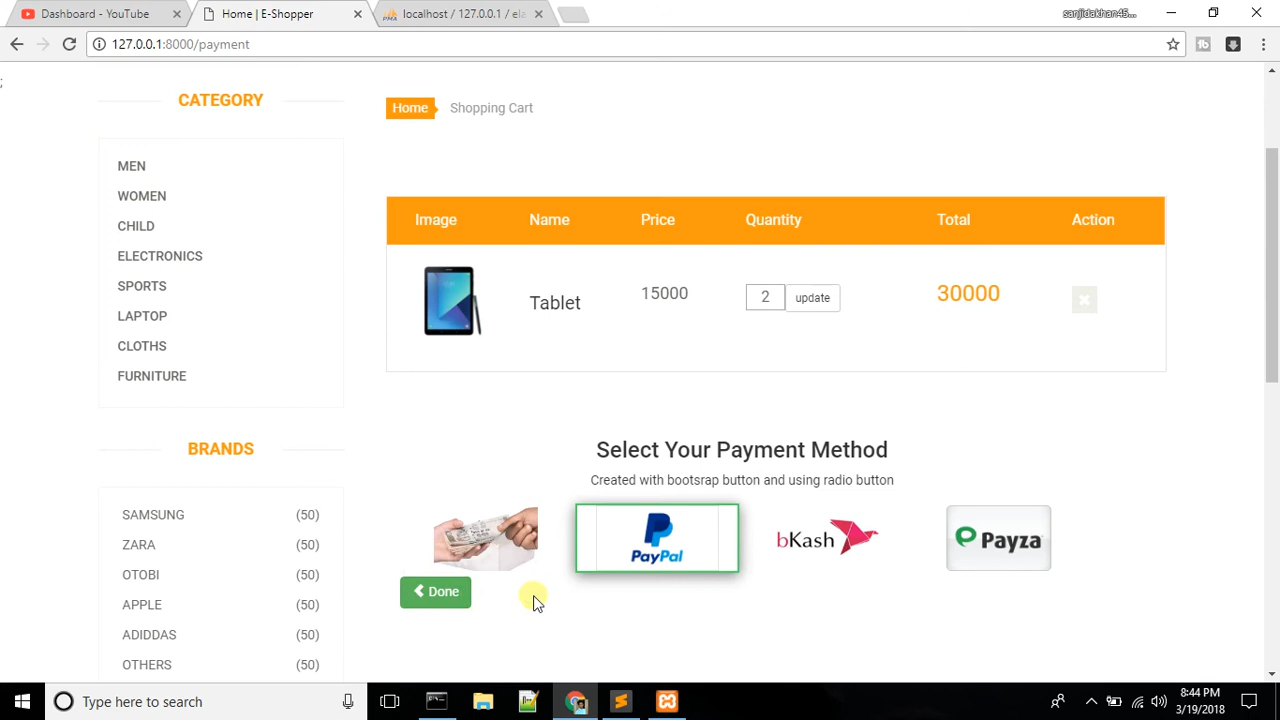 Dashboard - YouTube
Home | E-Shopper
localhost / 127.0.0.1 / ela
sanjidakhan45...
127.0.0.1:8000/payment
;
CATEGORY
MEN
WOMEN
CHILD
ELECTRONICS
SPORTS
LAPTOP
CLOTHS
FURNITURE
BRANDS
SAMSUNG (50)
ZARA (50)
OTOBI (50)
APPLE (50)
ADIDDAS (50)
OTHERS (50)
Home Shopping Cart
Image Name Price Quantity Total Action
Tablet 15000 2 update 30000
Select Your Payment Method
Created with bootsrap button and using radio button
PayPal
bKash
Payza
Done
Type here to search
8:44 PM
3/19/2018